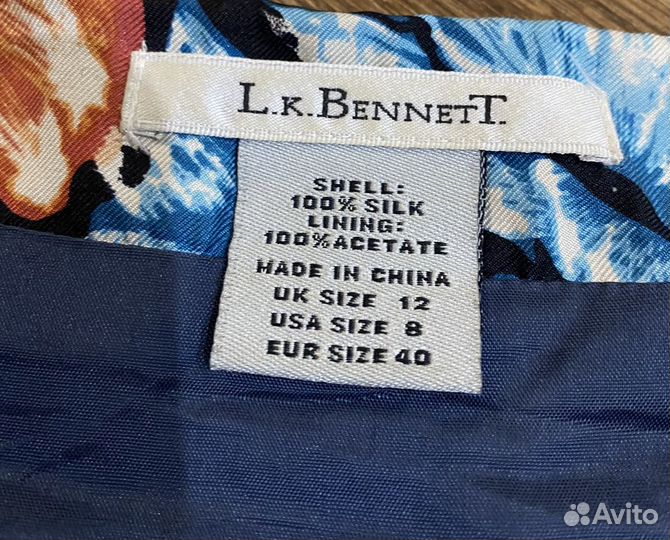 L.K.BENNETT.
SHELL:
100% SILK
LINING:
100% ACETATE
MADE IN CHINA
UK SIZE 12
USA SIZE 8
EUR SIZE 40
Avito